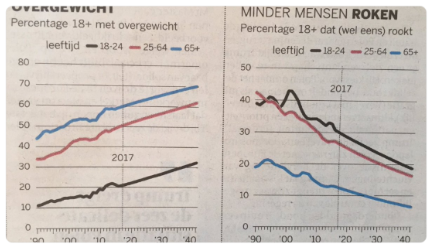 OVERGEWICHT
Percentage 18+ met overgewicht
leeftijd 18-24 25-64 65+
80
70
60
50
40
30
20
10
0
2017
'90 '00 '10 '20 '30 '40
MINDER MENSEN ROKEN
Percentage 18+ dat (wel eens) rookt
leeftijd 18-24 25-64 65+
50
40
30
20
10
0
2017
'90 '00 '10 '20 '30 '40